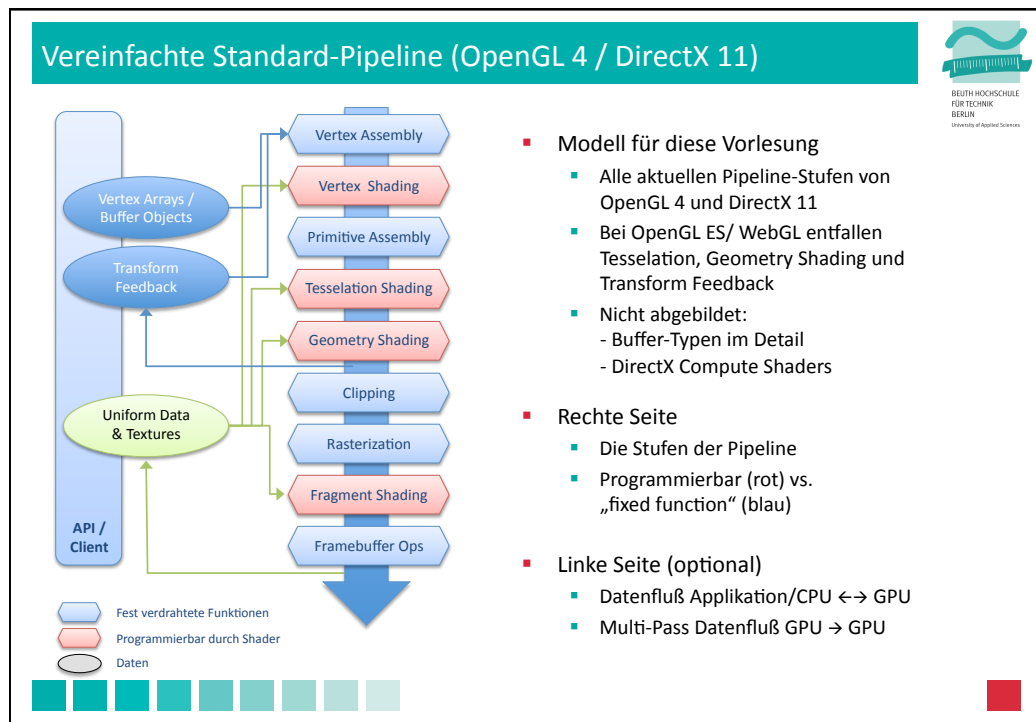 Vereinfachte Standard-Pipeline (OpenGL 4 / DirectX 11)
BEUTH HOCHSCHULE
FÜR TECHNIK
BERLIN
University of Applied Sciences
Vertex Assembly
Vertex Shading
Primitive Assembly
Tesselation Shading
Geometry Shading
Clipping
Rasterization
Fragment Shading
Framebuffer Ops
Vertex Arrays /
Buffer Objects
Transform
Feedback
Uniform Data
& Textures
API /
Client
Fest verdrahtete Funktionen
Programmierbar durch Shader
Daten
▪ Modell für diese Vorlesung
▪ Alle aktuellen Pipeline-Stufen von
OpenGL 4 und DirectX 11
▪ Bei OpenGL ES/ WebGL entfallen
Tesselation, Geometry Shading und
Transform Feedback
▪ Nicht abgebildet:
- Buffer-Typen im Detail
- DirectX Compute Shaders
▪ Rechte Seite
▪ Die Stufen der Pipeline
▪ Programmierbar (rot) vs.
„fixed function“ (blau)
▪ Linke Seite (optional)
▪ Datenfluß Applikation/CPU ←→ GPU
▪ Multi-Pass Datenfluß GPU → GPU